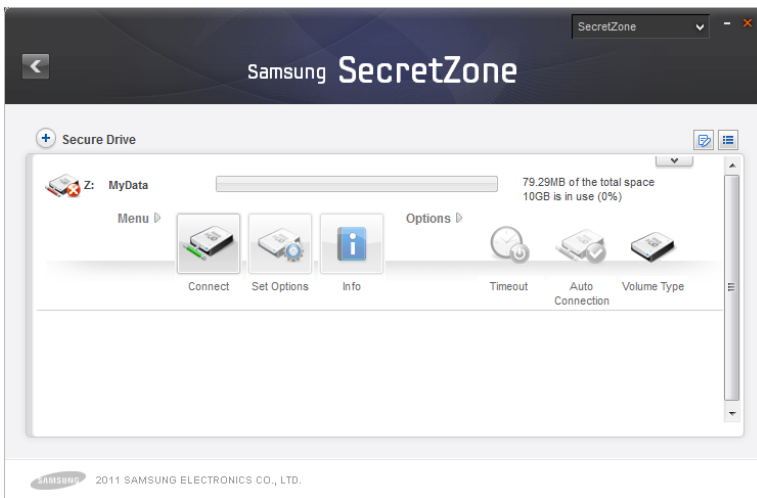 SecretZone
Samsung SecretZone
Secure Drive
Z: MyData
79.29MB of the total space
10GB is in use (0%)
Menu
Options
Connect
Set Options
Info
Timeout
Auto
Connection
Volume Type
SAMSUNG
2011 SAMSUNG ELECTRONICS CO., LTD.